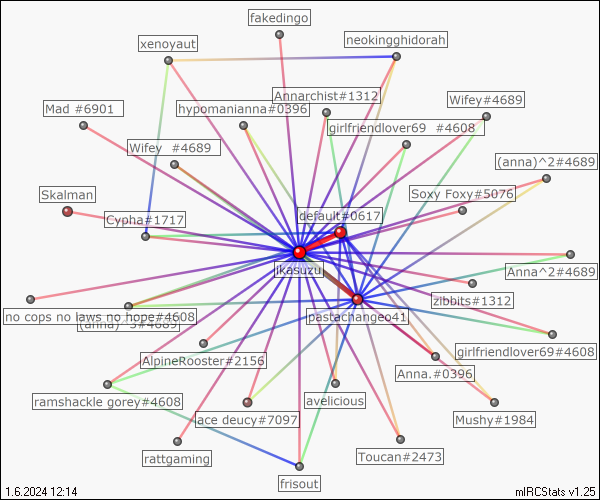 fakedingo
xenoyaut
neokingghidorah
Annarchist#1312
Mad #6901
hypomanianna#0396
Wifey#4689
girlfriendlover69 #4608
Wifey #4689
(anna)^2#4689
Skalman
Soxy Foxy#5076
Cypha#1717
default#0617
jkasuzu
Anna^2#4689
zibbits#1312
no cops no laws no hope#4608
(anna)^3#4689
pastachangeo41
AlpineRooster#2156
girlfriendlover69#4608
Anna.#0396
ramshackle gorey#4608
avelicious
ace deucy#7097
Mushy#1984
rattgaming
Toucan#2473
frisout
1.6.2024 12:14
mIRCStats v1.25